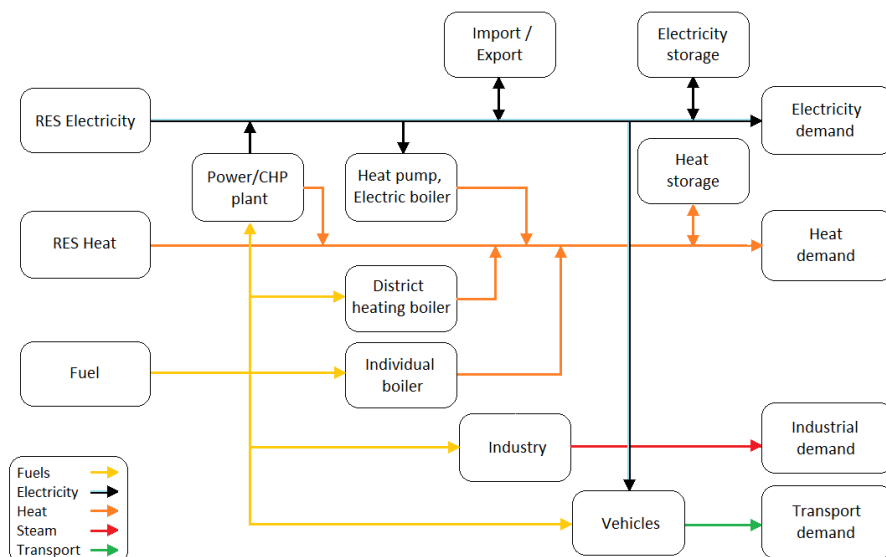 Import /
Export
Electricity
storage
RES Electricity
Electricity
demand
Power/CHP
plant
Heat pump,
Electric boiler
Heat
storage
RES Heat
Heat
demand
District
heating boiler
Fuel
Individual
boiler
Industry
Industrial
demand
Vehicles
Transport
demand
Fuels
Electricity
Heat
Steam
Transport